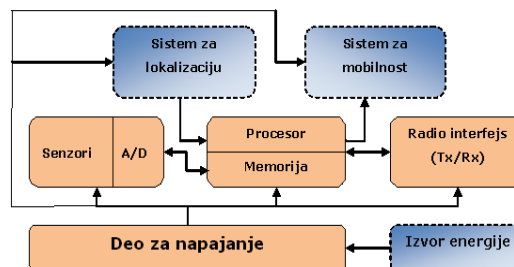 Sistem za
lokalizaciju
Sistem za
mobilnost
Senzori
A/D
Procesor
Memorija
Radio interfejs
(Tx/Rx)
Deo za napajanje
Izvor energije